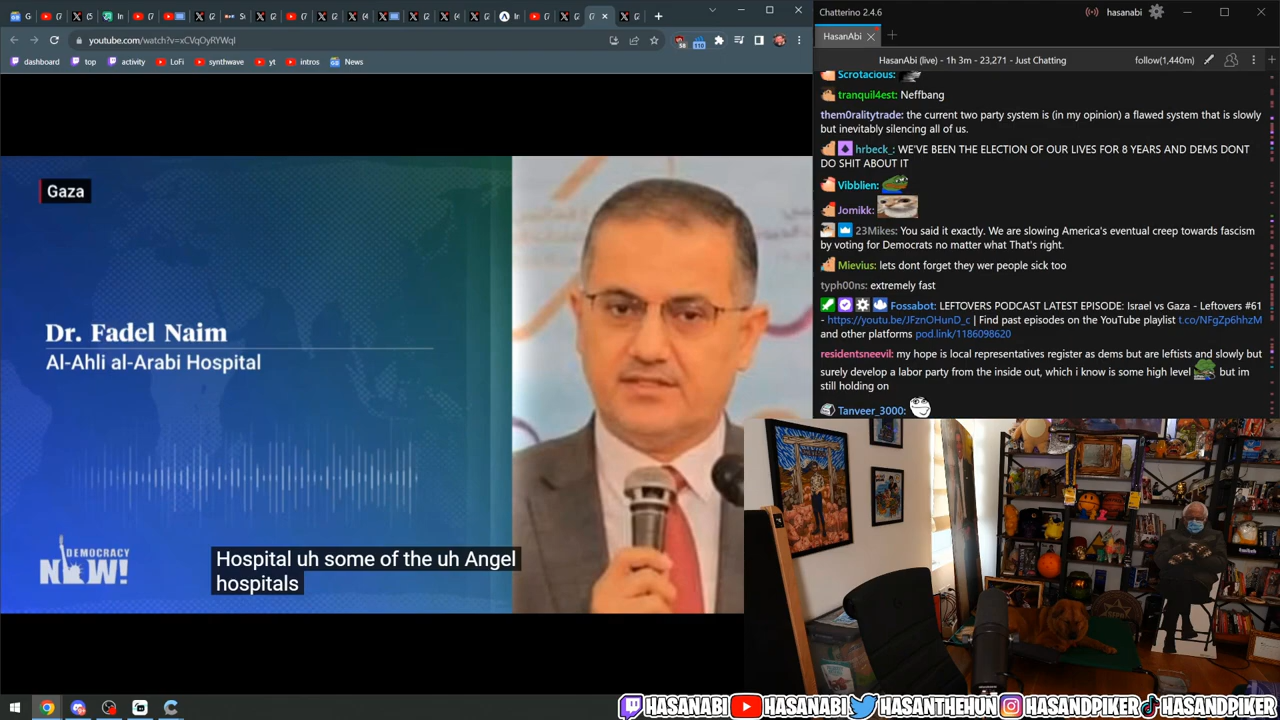 youtube.com/watch?v=xCVqOyRYWqI
dashboard top activity LoFi synthwave yt intros News
Gaza
Dr. Fadel Naim
Al-Ahli al-Arabi Hospital
DEMOCRACY
NOW!
Hospital uh some of the uh Angel
hospitals
Chatterino 2.4.6
hasanabi
HasanAbi
HasanAbi (live) - 1h 3m - 23,271 - Just Chatting
follow(1,440m)
Scrotacious:
tranquil4est: Neffbang
them0ralitytrade: the current two party system is (in my opinion) a flawed system that is slowly
but inevitably silencing all of us.
hrbeck_: WE'VE BEEN THE ELECTION OF OUR LIVES FOR 8 YEARS AND DEMS DONT
DO SHIT ABOUT IT
Vibblien:
Jomikk:
23Mikes: You said it exactly. We are slowing America's eventual creep towards fascism
by voting for Democrats no matter what That's right.
Mievius: lets dont forget they wer people sick too
typh00ns: extremely fast
Fossabot: LEFTOVERS PODCAST LATEST EPISODE: Israel vs Gaza - Leftovers #61
- https://youtu.be/JFznOHunD_c | Find past episodes on the YouTube playlist t.co/NFgZp6hhzM
and other platforms pod.link/1186098620
residentsneevil: my hope is local representatives register as dems but are leftists and slowly but
surely develop a labor party from the inside out, which i know is some high level but im
still holding on
Tanveer_3000:
HASANABI HASANABI HASANTHEHUN HASANDPIKER HASANDPIKER